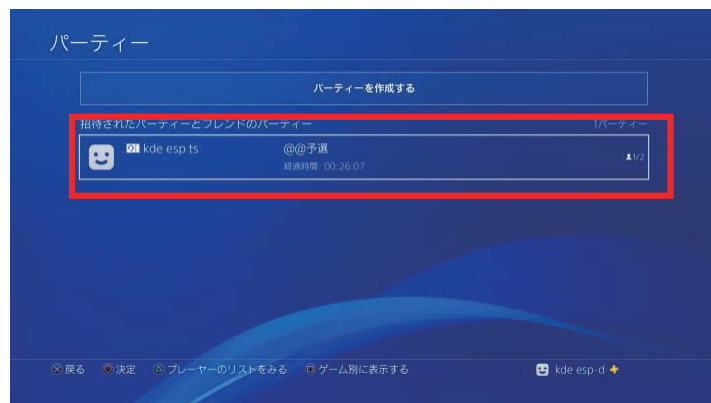 パーティー
パーティーを作成する
招待されたパーティーとフレンドのパーティー 1パーティー
kde esp ts @@予選
経過時間: 00:26:07 1/2
戻る 決定 プレーヤーのリストをみる ゲーム別に表示する kde esp-d